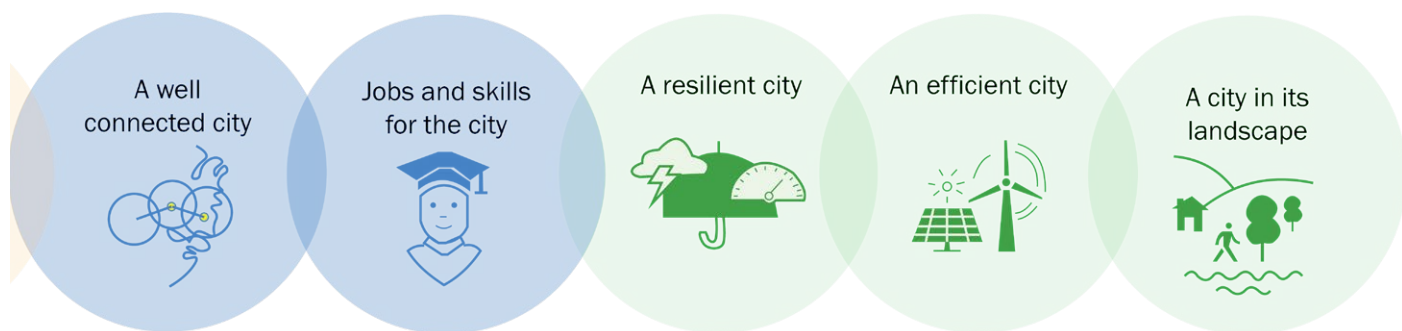 A well
connected city
Jobs and skills
for the city
A resilient city
An efficient city
A city in its
landscape